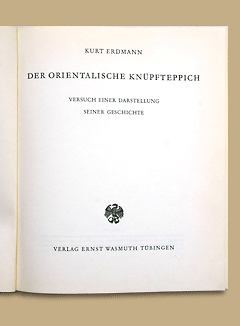 KURT ERDMANN
DER ORIENTALISCHE KNÜPFTEPPICH
VERSUCH EINER DARSTELLUNG
SEINER GESCHICHTE
VERLAG ERNST WASMUTH TÜBINGEN